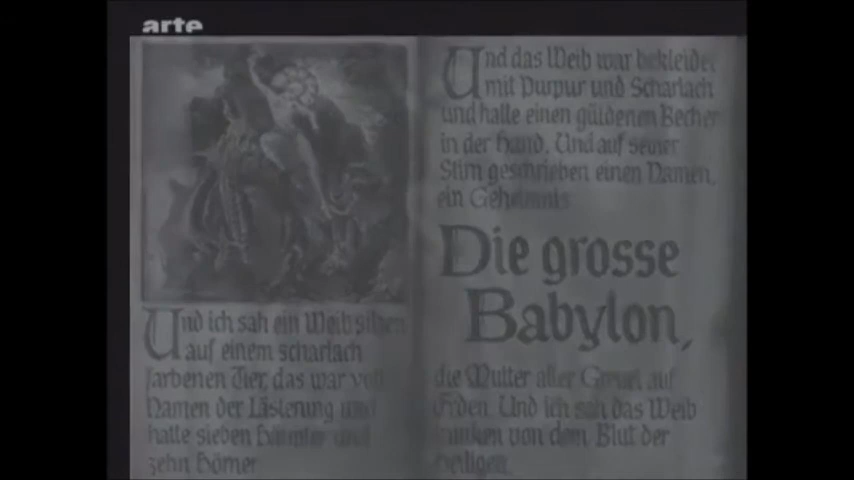 arte
Und ich sah ein Weib sitzen
auf einem scharlach
farbenen Tier, das war voll
Namen der Lästerung und
hatte sieben Häupter und
zehn Hörner
Und das Weib war bekleidet
mit Purpur und Scharlach
und hatte einen güldenen Becher
in der Hand. Und auf seiner
Stirn geschrieben einen Namen,
ein Geheimnis
Die grosse
Babylon,
die Mutter aller Greuel auf
Erden. Und ich sah das Weib
trunken von dem Blut der
Heiligen.